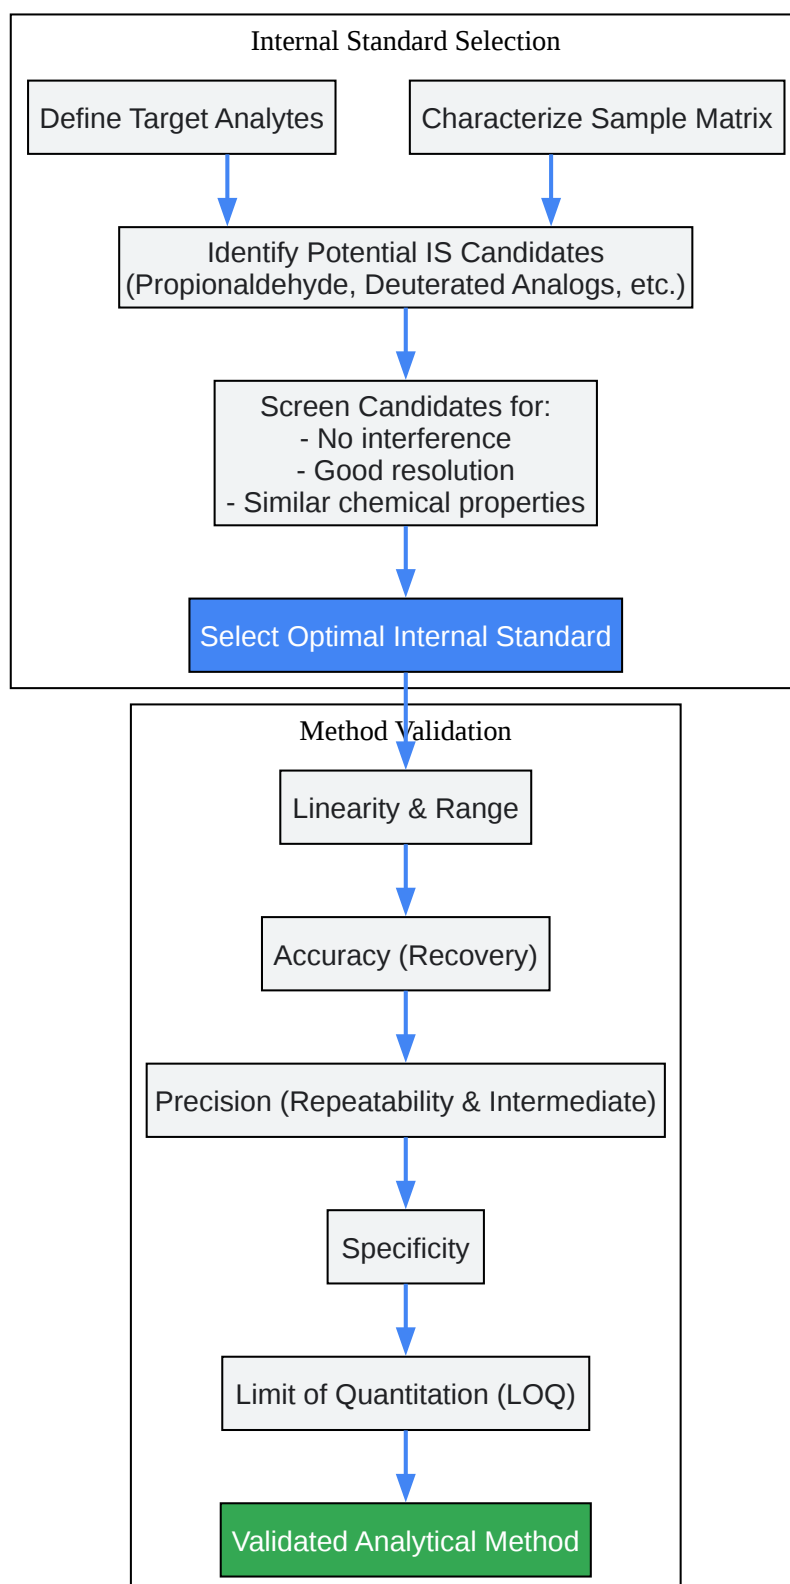 Internal Standard Selection
Define Target Analytes
Characterize Sample Matrix
Identify Potential IS Candidates
(Propionaldehyde, Deuterated Analogs, etc.)
Screen Candidates for:
- No interference
- Good resolution
- Similar chemical properties
Select Optimal Internal Standard
Method Validation
Linearity & Range
Accuracy (Recovery)
Precision (Repeatability & Intermediate)
Specificity
Limit of Quantitation (LOQ)
Validated Analytical Method